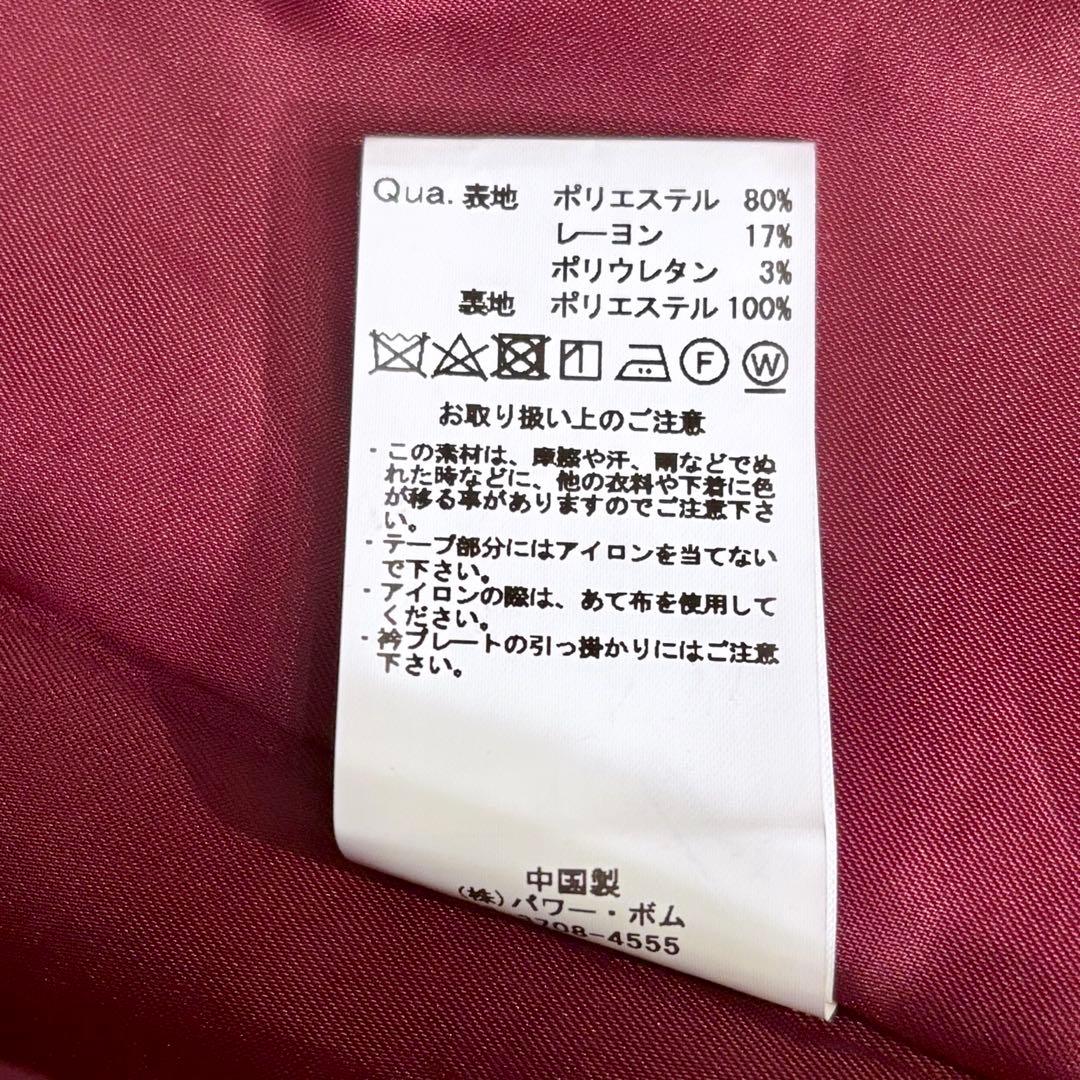 Qua. 表地 ポリエステル 80%
レーヨン 17%
ポリウレタン 3%
裏地 ポリエステル 100%
F W
お取り扱い上のご注意
・この素材は、摩擦や汗、雨などでぬ
れた時などに、他の衣料や下着に色
が移る事がありますのでご注意下さ
い。
・テープ部分にはアイロンを当てない
で下さい。
・アイロンの際は、あて布を使用して
ください。
・衿プレートの引っ掛かりにはご注意
下さい。
中国製
(株)パワー・ボム
3708-4555